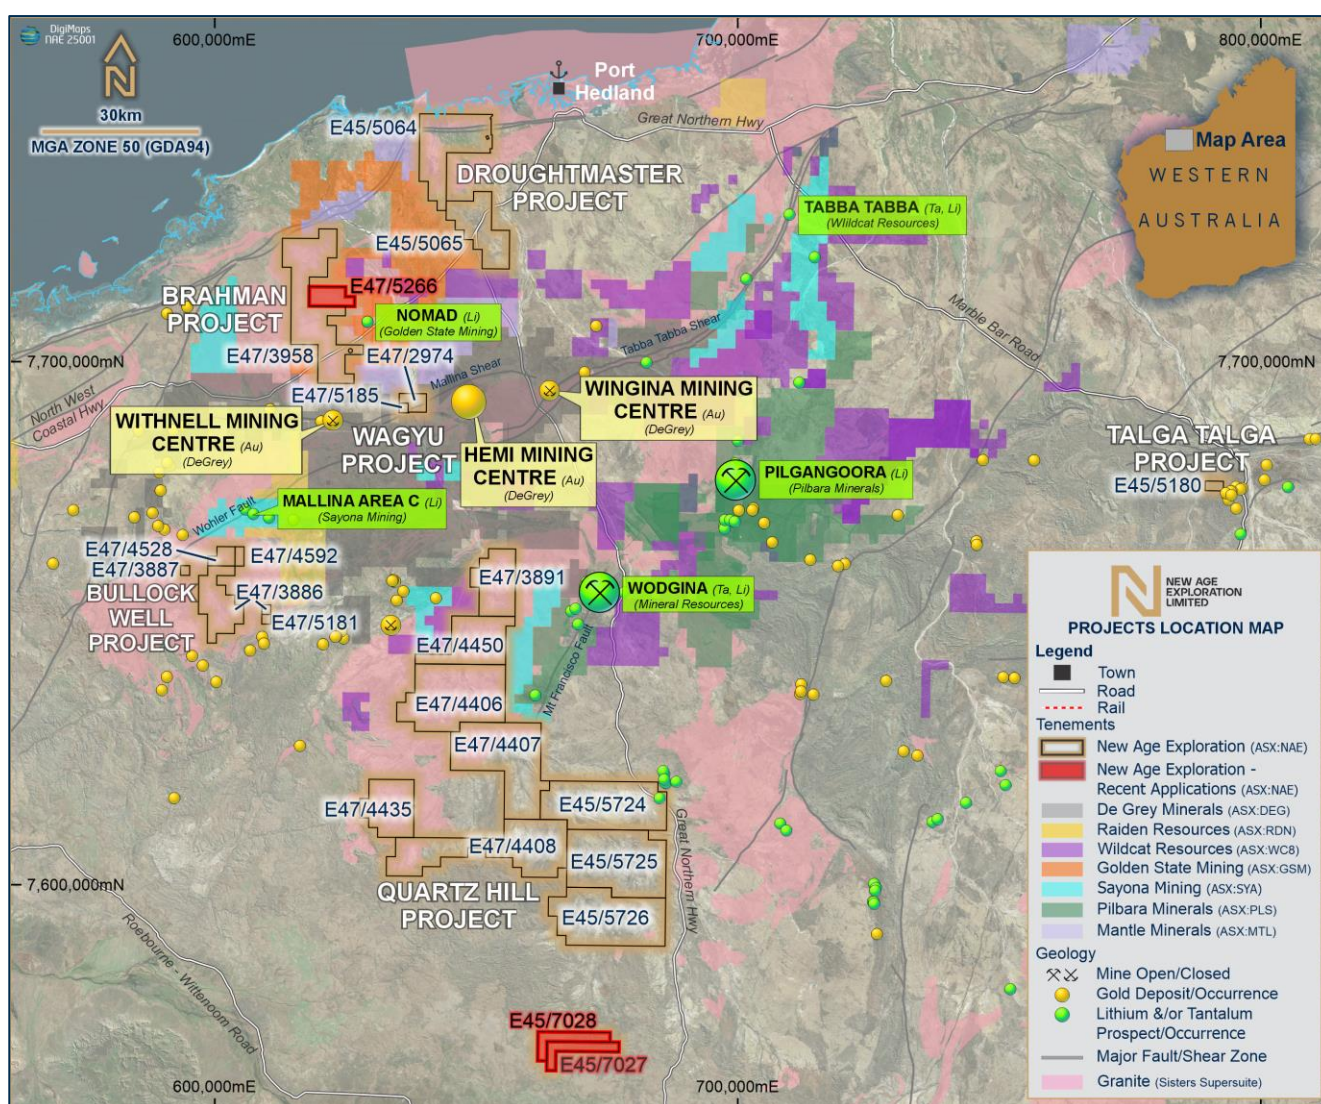 DigiMaps
NAE 25001
600,000mE
700,000mE
800,000mE
N
30km
MGA ZONE 50 (GDA94)
Port
Hedland
Great Northern Hwy
Map Area
WESTERN
AUSTRALIA
E45/5064
DROUGHTMASTER
PROJECT
TABBA TABBA (Ta, Li)
(WIildcat Resources)
E45/5065
E47/5266
BRAHMAN
PROJECT
NOMAD (Li)
(Golden State Mining)
Tabba Tabba Shear
Marble Bar Road
7,700,000mN
E47/3958
E47/2974
Mallina Shear
7,700,000mN
E47/5185
North West
Coastal Hwy
WINGINA MINING
CENTRE (Au)
(DeGrey)
WITHNELL MINING
CENTRE (Au)
(DeGrey)
WAGYU
PROJECT
HEMI MINING
CENTRE (Au)
(DeGrey)
TALGA TALGA
PROJECT
E45/5180
PILGANGOORA (Li)
(Pilbara Minerals)
MALLINA AREA C (Li)
(Sayona Mining)
Wohler Fault
E47/4528
E47/4592
E47/3887
E47/3886
BULLOCK
WELL
PROJECT
E47/5181
E47/3891
WODGINA (Ta, Li)
(Mineral Resources)
E47/4450
Mt Francisco Fault
E47/4406
E47/4407
E47/4435
E45/5724
E47/4408
E45/5725
Great Northern Hwy
7,600,000mN
QUARTZ HILL
PROJECT
E45/5726
Roebourne - Wittenoom Road
E45/7028
E45/7027
600,000mE
700,000mE
N
NEW AGE
EXPLORATION
LIMITED
PROJECTS LOCATION MAP
Legend
Town
Road
Rail
Tenements
New Age Exploration (ASX:NAE)
New Age Exploration -
Recent Applications (ASX:NAE)
De Grey Minerals (ASX:DEG)
Raiden Resources (ASX:RDN)
Wildcat Resources (ASX:WC8)
Golden State Mining (ASX:GSM)
Sayona Mining (ASX:SYA)
Pilbara Minerals (ASX:PLS)
Mantle Minerals (ASX:MTL)
Geology
Mine Open/Closed
Gold Deposit/Occurrence
Lithium &/or Tantalum
Prospect/Occurrence
Major Fault/Shear Zone
Granite (Sisters Supersuite)